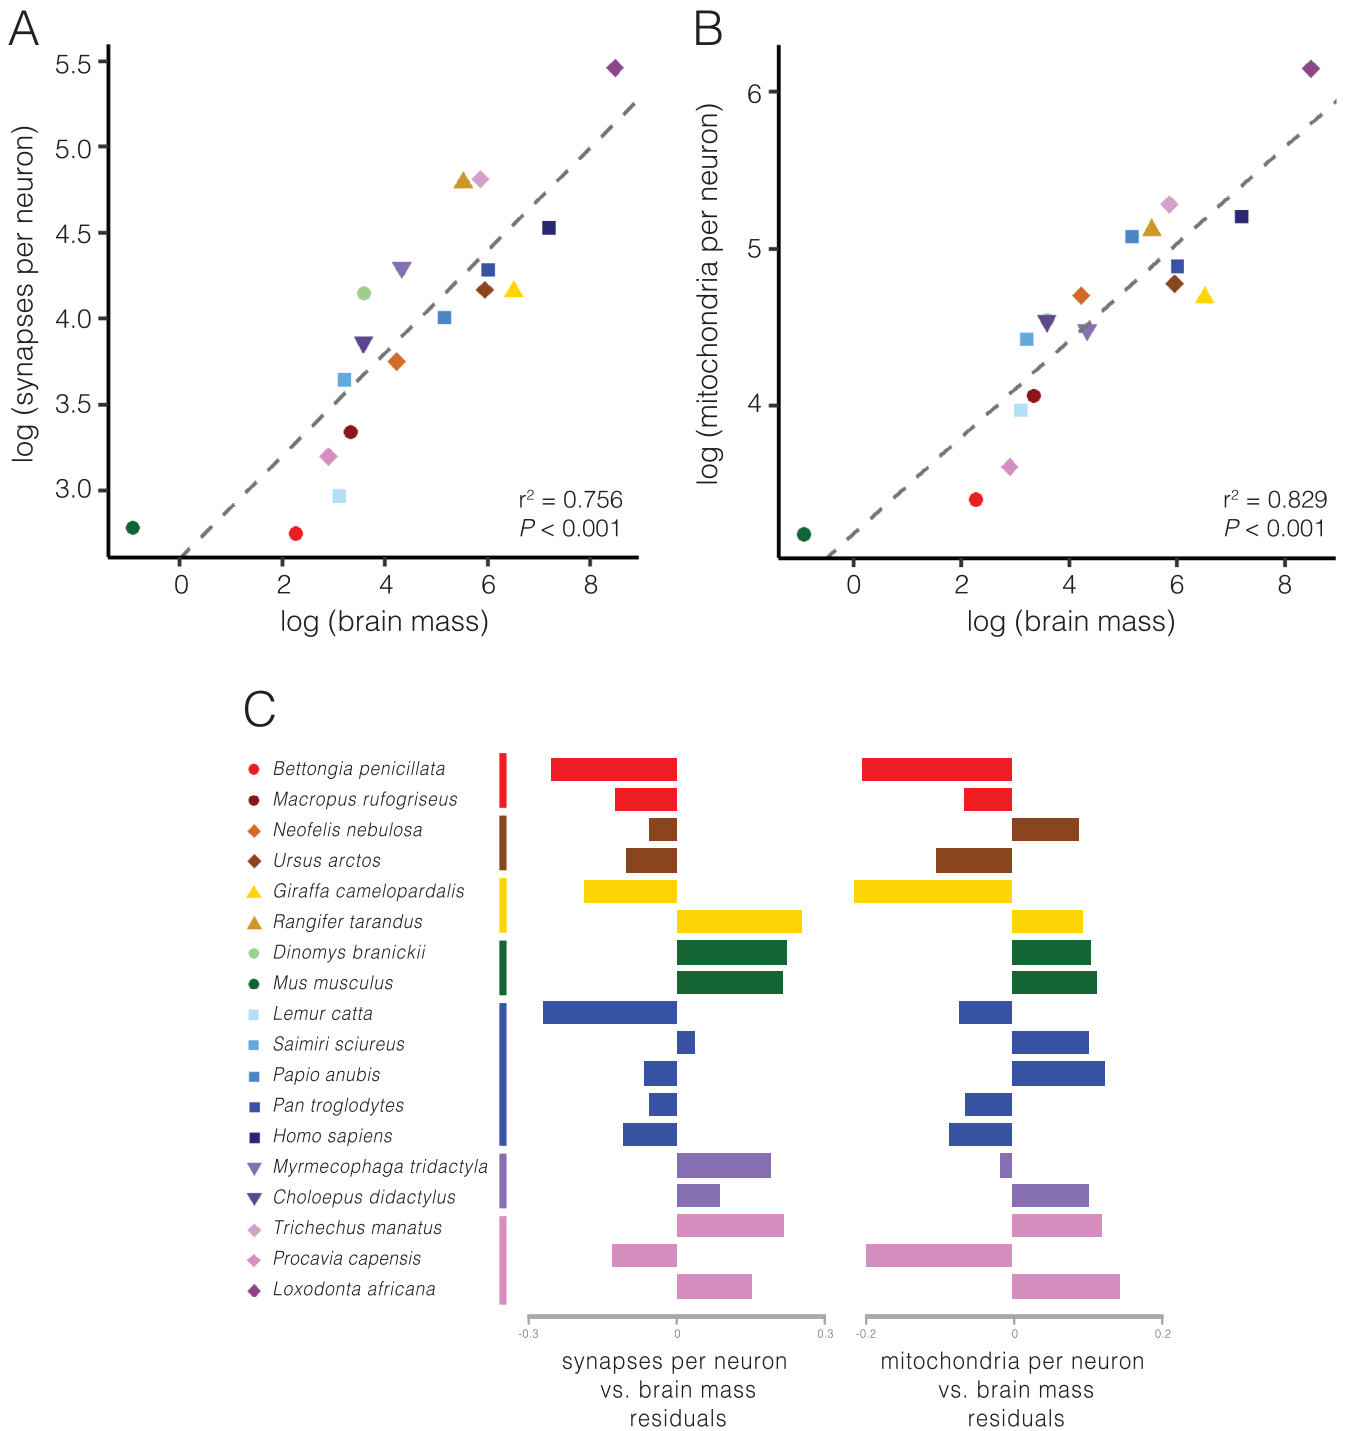 A
5.5
5.0
4.5
4.0
3.5
3.0
log (synapses per neuron)
r² = 0.756
P < 0.001
0 2 4 6 8
log (brain mass)
B
6
5
4
log (mitochondria per neuron)
r² = 0.829
P < 0.001
0 2 4 6 8
log (brain mass)
C
Bettongia penicillata
Macropus rufogriseus
Neofelis nebulosa
Ursus arctos
Giraffa camelopardalis
Rangifer tarandus
Dinomys branickii
Mus musculus
Lemur catta
Saimiri sciureus
Papio anubis
Pan troglodytes
Homo sapiens
Myrmecophaga tridactyla
Choloepus didactylus
Trichechus manatus
Procavia capensis
Loxodonta africana
-0.3 0 0.3
synapses per neuron
vs. brain mass
residuals
-0.2 0 0.2
mitochondria per neuron
vs. brain mass
residuals